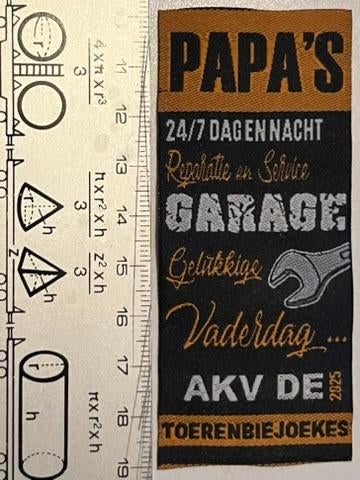 PAPA'S
24/7 DAG EN NACHT
Reparatie en Service
GARAGE
Gelukkige
Vaderdag ...
AKV DE 2025
TOERENBIEJOEKES
4 x π x r³
3
π x r² x h
3
z² x h
3
π x r² x h
r
r
h
z
h
r
h
11
12
13
14
15
16
17
18
19